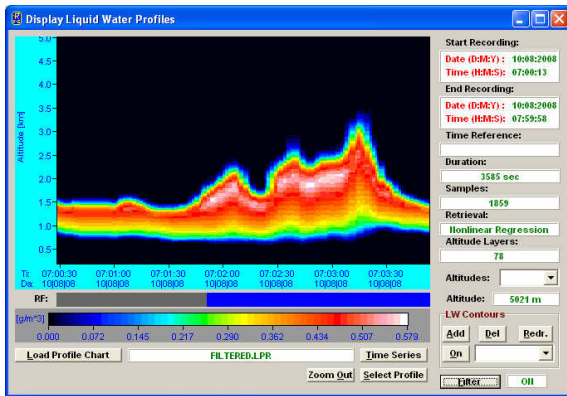 Display Liquid Water Profiles
Start Recording:
Date (D:M:Y) : 10:08:2008
Time (H:M:S): 07:00:13
End Recording:
Date (D:M:Y) : 10:08:2008
Time (H:M:S): 07:59:58
Time Reference:
Duration:
3585 sec
Samples:
1859
Retrieval:
Nonlinear Regression
Altitude Layers:
78
Altitudes:
Altitude: 5021 m
LW Contours
Add Del Redr.
On
Filter ON
Altitude [km]
5.0
4.5
4.0
3.5
3.0
2.5
2.0
1.5
1.0
0.5
Ti: 07:00:30 07:01:00 07:01:30 07:02:00 07:02:30 07:03:00 07:03:30
Da: 10|08|08 10|08|08 10|08|08 10|08|08 10|08|08 10|08|08 10|08|08
RF:
[g/m^3]
0.000 0.072 0.145 0.217 0.290 0.362 0.434 0.507 0.579
Load Profile Chart FILTERED.LPR Time Series
Zoom Out Select Profile